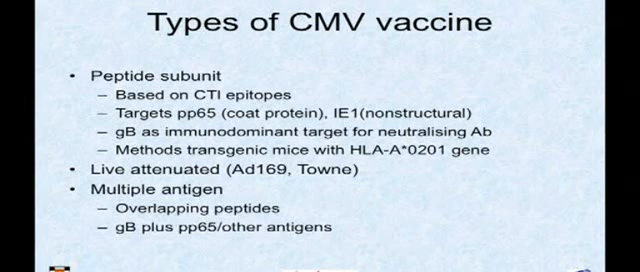 Types of CMV vaccine
• Peptide subunit
– Based on CTl epitopes
– Targets pp65 (coat protein), IE1(nonstructural)
– gB as immunodominant target for neutralising Ab
– Methods transgenic mice with HLA-A*0201 gene
• Live attenuated (Ad169, Towne)
• Multiple antigen
– Overlapping peptides
– gB plus pp65/other antigens